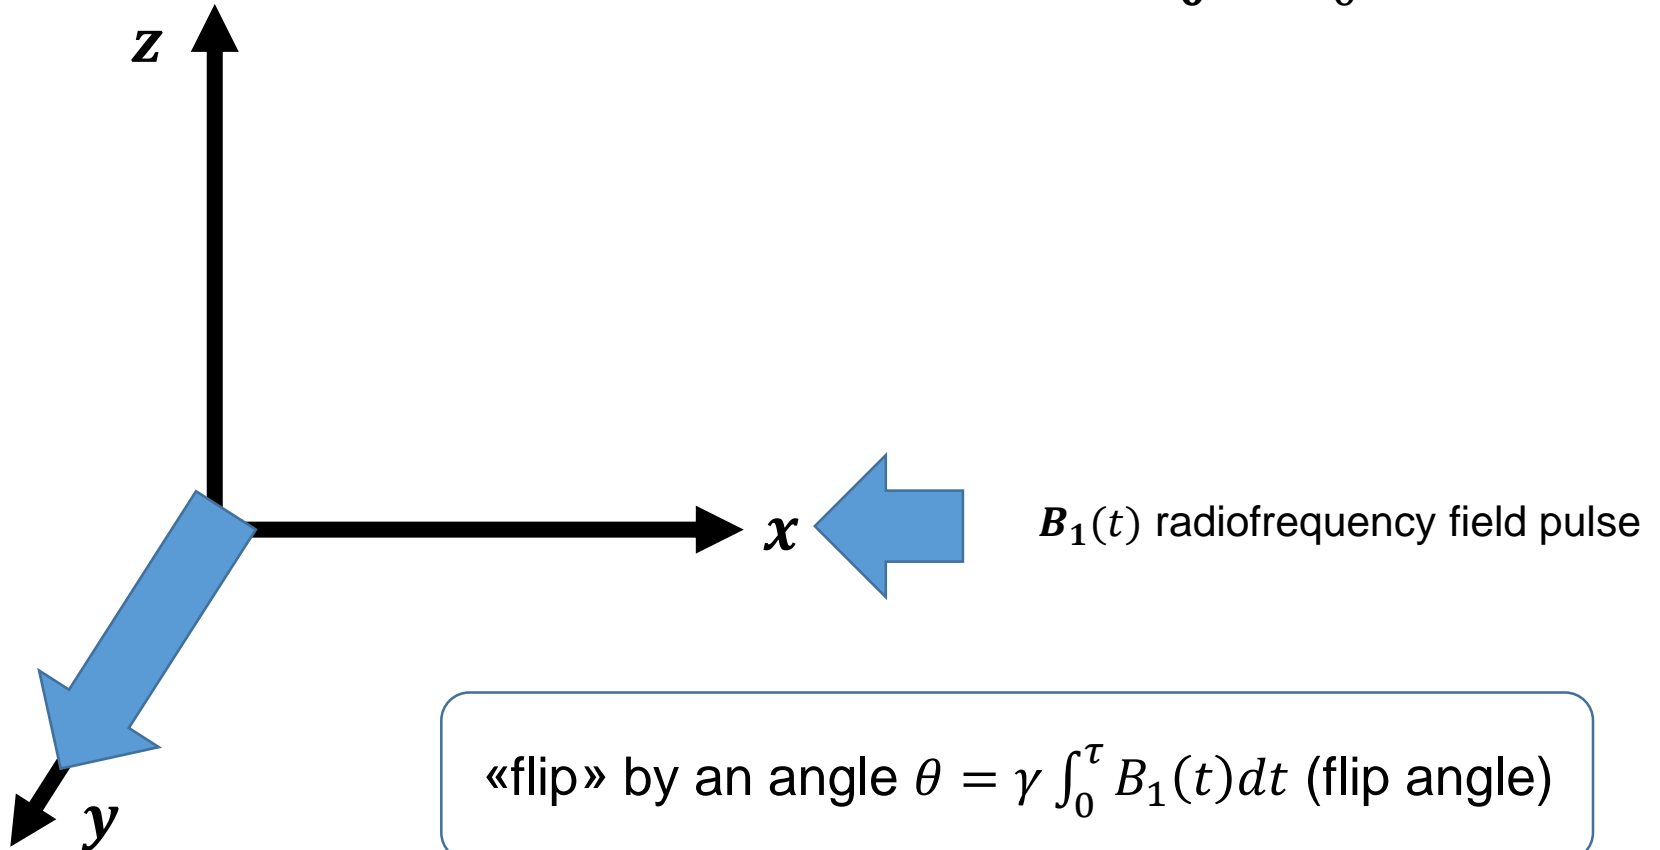 z
x
𝑩₁(𝑡) radiofrequency field pulse
«flip» by an angle 𝜃 = 𝛾 ∫₀^𝜏 𝐵₁(𝑡)𝑑𝑡 (flip angle)
y